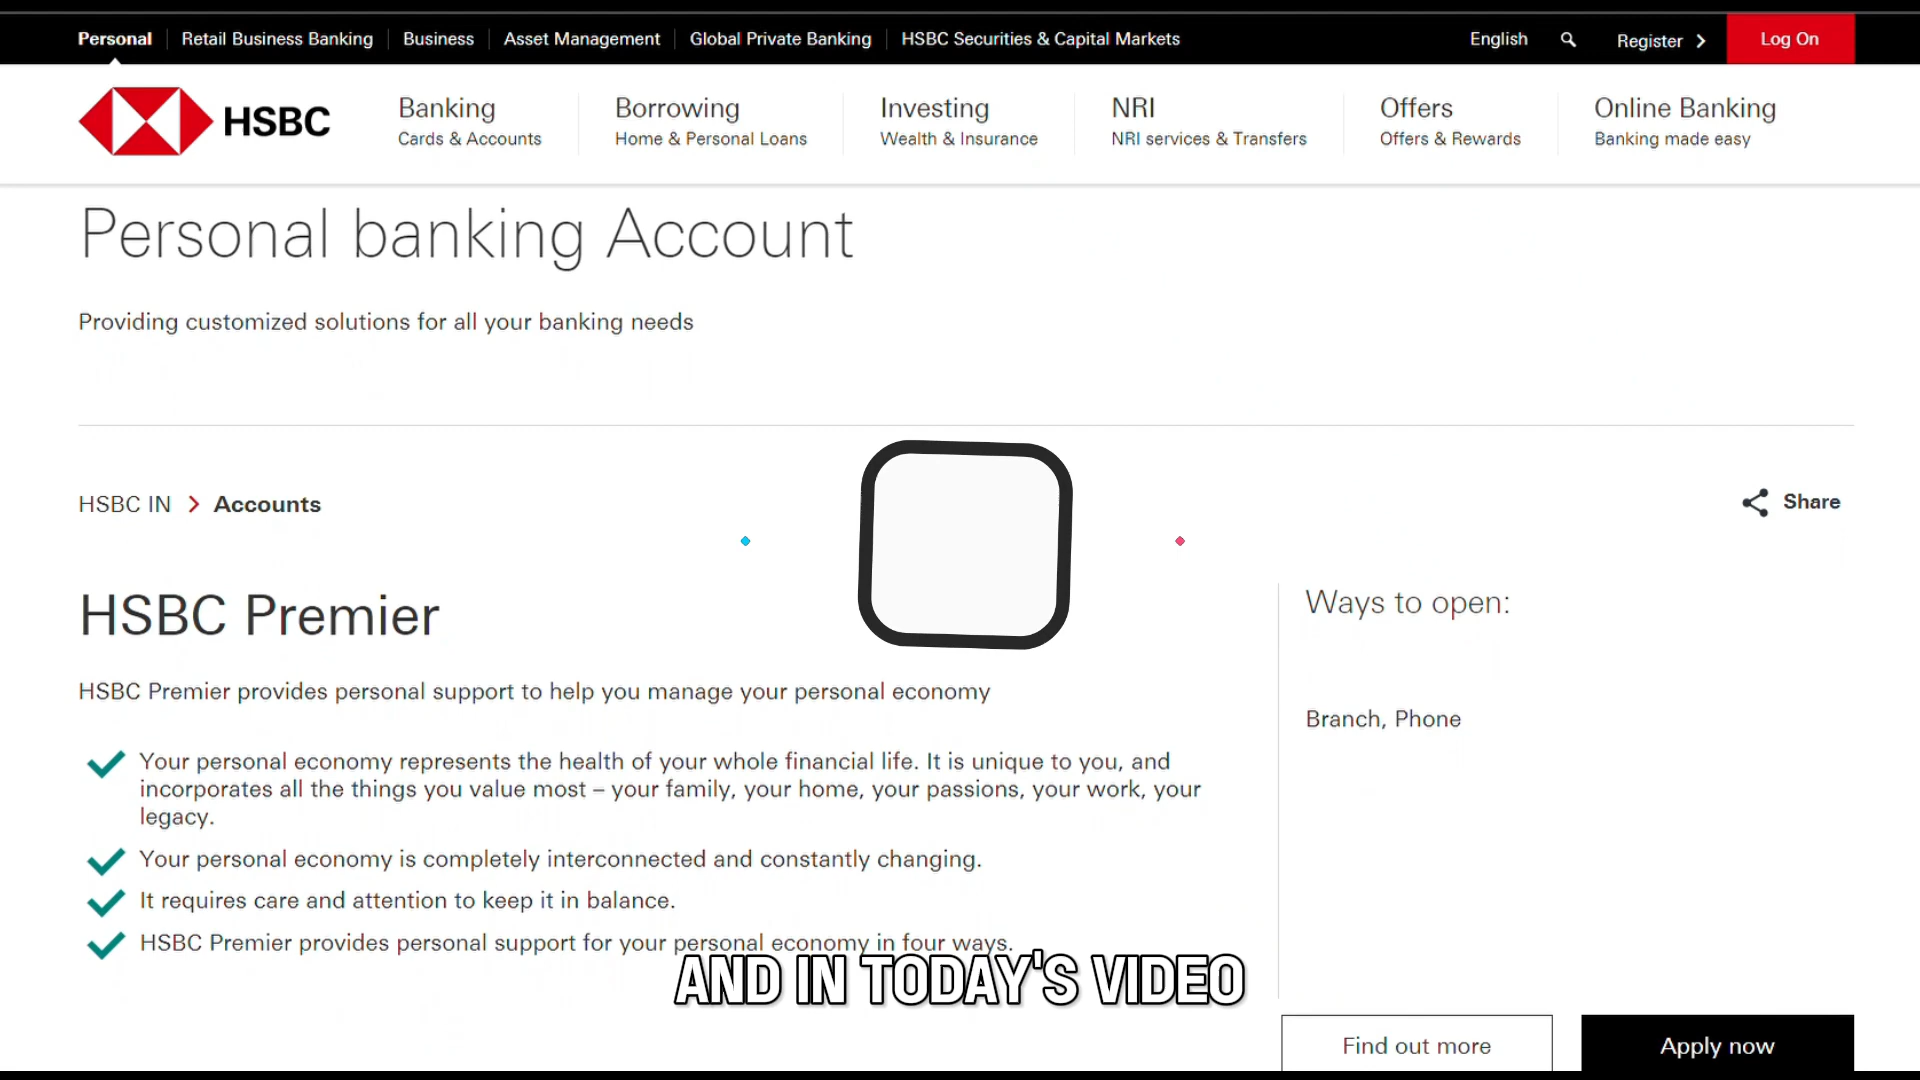 Personal
Retail Business Banking
Business
Asset Management
Global Private Banking
HSBC Securities & Capital Markets
English
Register
Log On
HSBC
Banking
Cards & Accounts
Borrowing
Home & Personal Loans
Investing
Wealth & Insurance
NRI
NRI services & Transfers
Offers
Offers & Rewards
Online Banking
Banking made easy
Personal banking Account
Providing customized solutions for all your banking needs
HSBC IN > Accounts
Share
HSBC Premier
HSBC Premier provides personal support to help you manage your personal economy
Your personal economy represents the health of your whole financial life. It is unique to you, and
incorporates all the things you value most – your family, your home, your passions, your work, your
legacy.
Your personal economy is completely interconnected and constantly changing.
It requires care and attention to keep it in balance.
HSBC Premier provides personal support for your personal economy in four ways.
Ways to open:
Branch, Phone
AND IN TODAY'S VIDEO
Find out more
Apply now